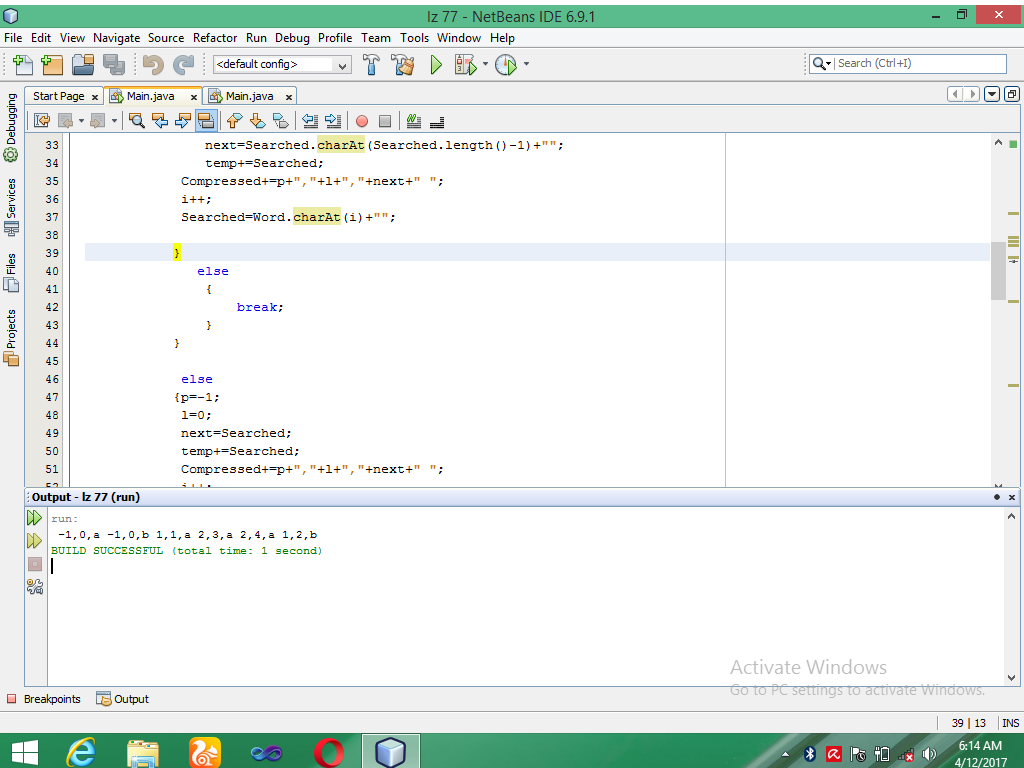 lz 77 - NetBeans IDE 6.9.1
File Edit View Navigate Source Refactor Run Debug Profile Team Tools Window Help
<default config> Search (Ctrl+I)
Start Page Main.java Main.java
Debugging
Services
Files
Projects
33 next=Searched.charAt(Searched.length()-1)+"";
34 temp+=Searched;
35 Compressed+=p+","+l+","+next+" ";
36 i++;
37 Searched=Word.charAt(i)+"";
38
39 }
40 else
41 {
42 break;
43 }
44 }
45
46 else
47 {p=-1;
48 l=0;
49 next=Searched;
50 temp+=Searched;
51 Compressed+=p+","+l+","+next+" ";
Output - lz 77 (run)
run:
-1,0,a -1,0,b 1,1,a 2,3,a 2,4,a 1,2,b
BUILD SUCCESSFUL (total time: 1 second)
Activate Windows
Go to PC settings to activate Windows.
Breakpoints Output
39 | 13 INS
6:14 AM
4/12/2017